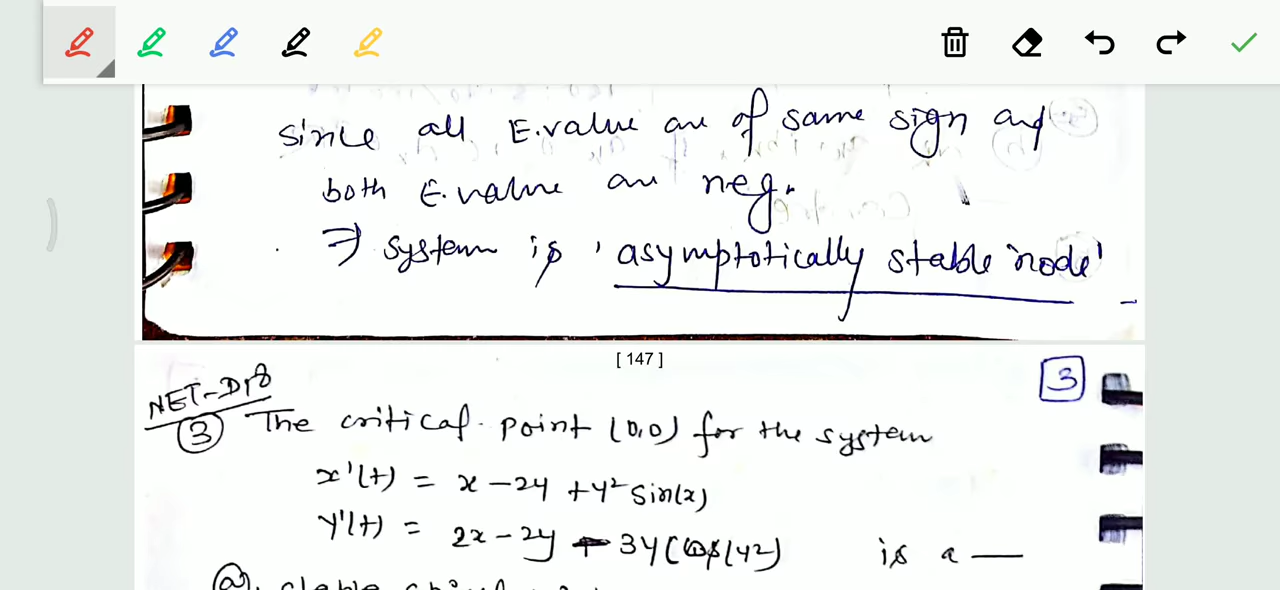 since all E.value are of same sign and
both E.value are neg.
⇒ system is 'asymptotically stable node'
[ 147 ]
NET-D18
3
③ The critical point (0,0) for the system
x'(t) = x - 2y + y² sin(x)
y'(t) = 2x - 2y - 3y cos(y2) is a —
(a). stable